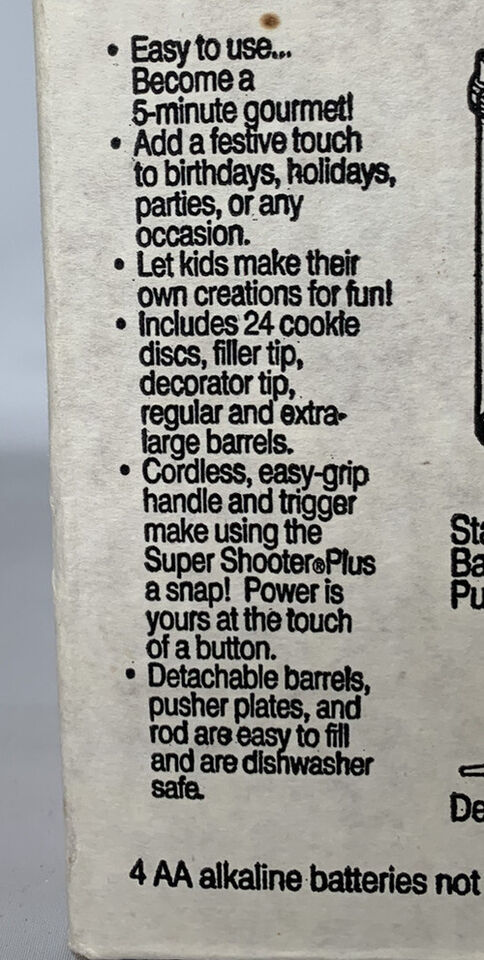 • Easy to use...
Become a
5-minute gourmet!
• Add a festive touch
to birthdays, holidays,
parties, or any
occasion.
• Let kids make their
own creations for fun!
• Includes 24 cookie
discs, filler tip,
decorator tip,
regular and extra-
large barrels.
• Cordless, easy-grip
handle and trigger
make using the
Super Shooter®Plus
a snap! Power is
yours at the touch
of a button.
• Detachable barrels,
pusher plates, and
rod are easy to fill
and are dishwasher
safe.
4 AA alkaline batteries not